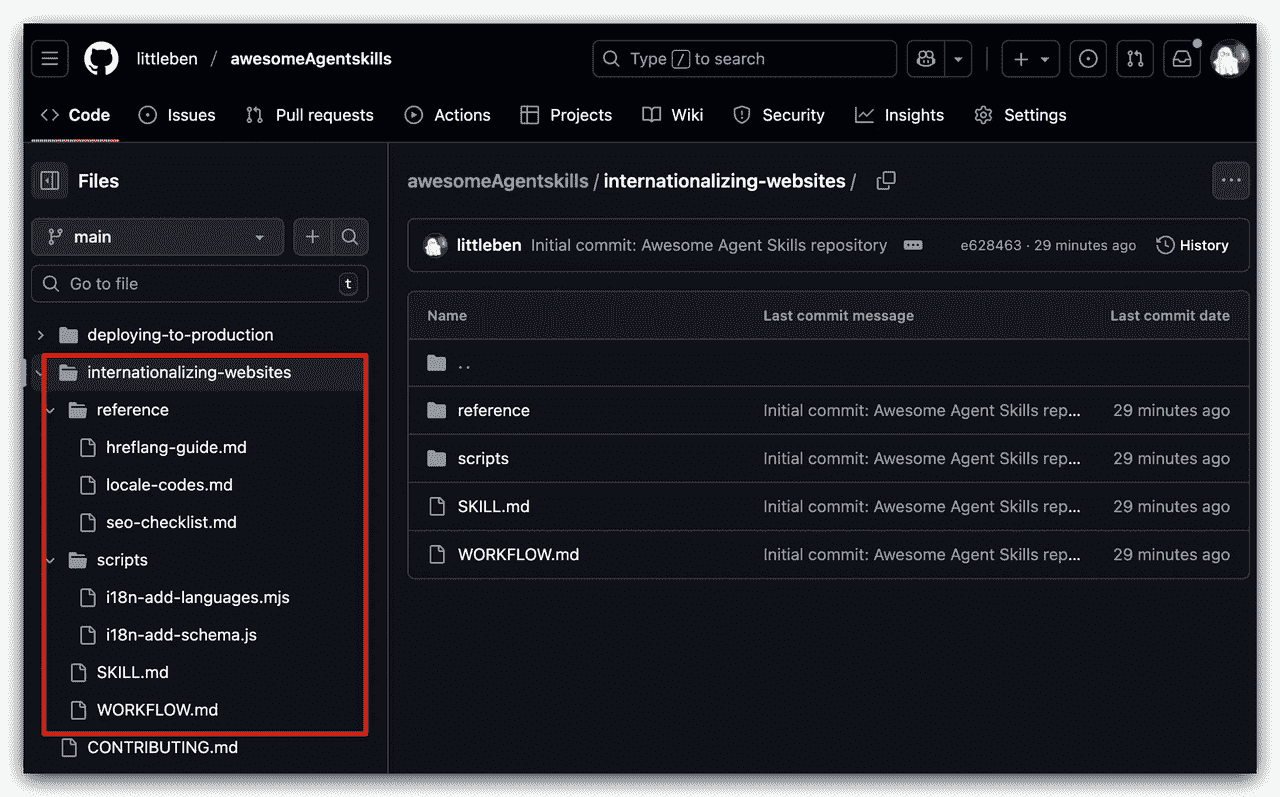 littleben / awesomeAgentskills
Type / to search
Code Issues Pull requests Actions Projects Wiki Security Insights Settings
Files
main
Go to file
t
deploying-to-production
internationalizing-websites
reference
hreflang-guide.md
locale-codes.md
seo-checklist.md
scripts
i18n-add-languages.mjs
i18n-add-schema.js
SKILL.md
WORKFLOW.md
CONTRIBUTING.md
awesomeAgentskills / internationalizing-websites /
littleben Initial commit: Awesome Agent Skills repository e628463 · 29 minutes ago History
Name Last commit message Last commit date
..
reference Initial commit: Awesome Agent Skills rep... 29 minutes ago
scripts Initial commit: Awesome Agent Skills rep... 29 minutes ago
SKILL.md Initial commit: Awesome Agent Skills rep... 29 minutes ago
WORKFLOW.md Initial commit: Awesome Agent Skills rep... 29 minutes ago